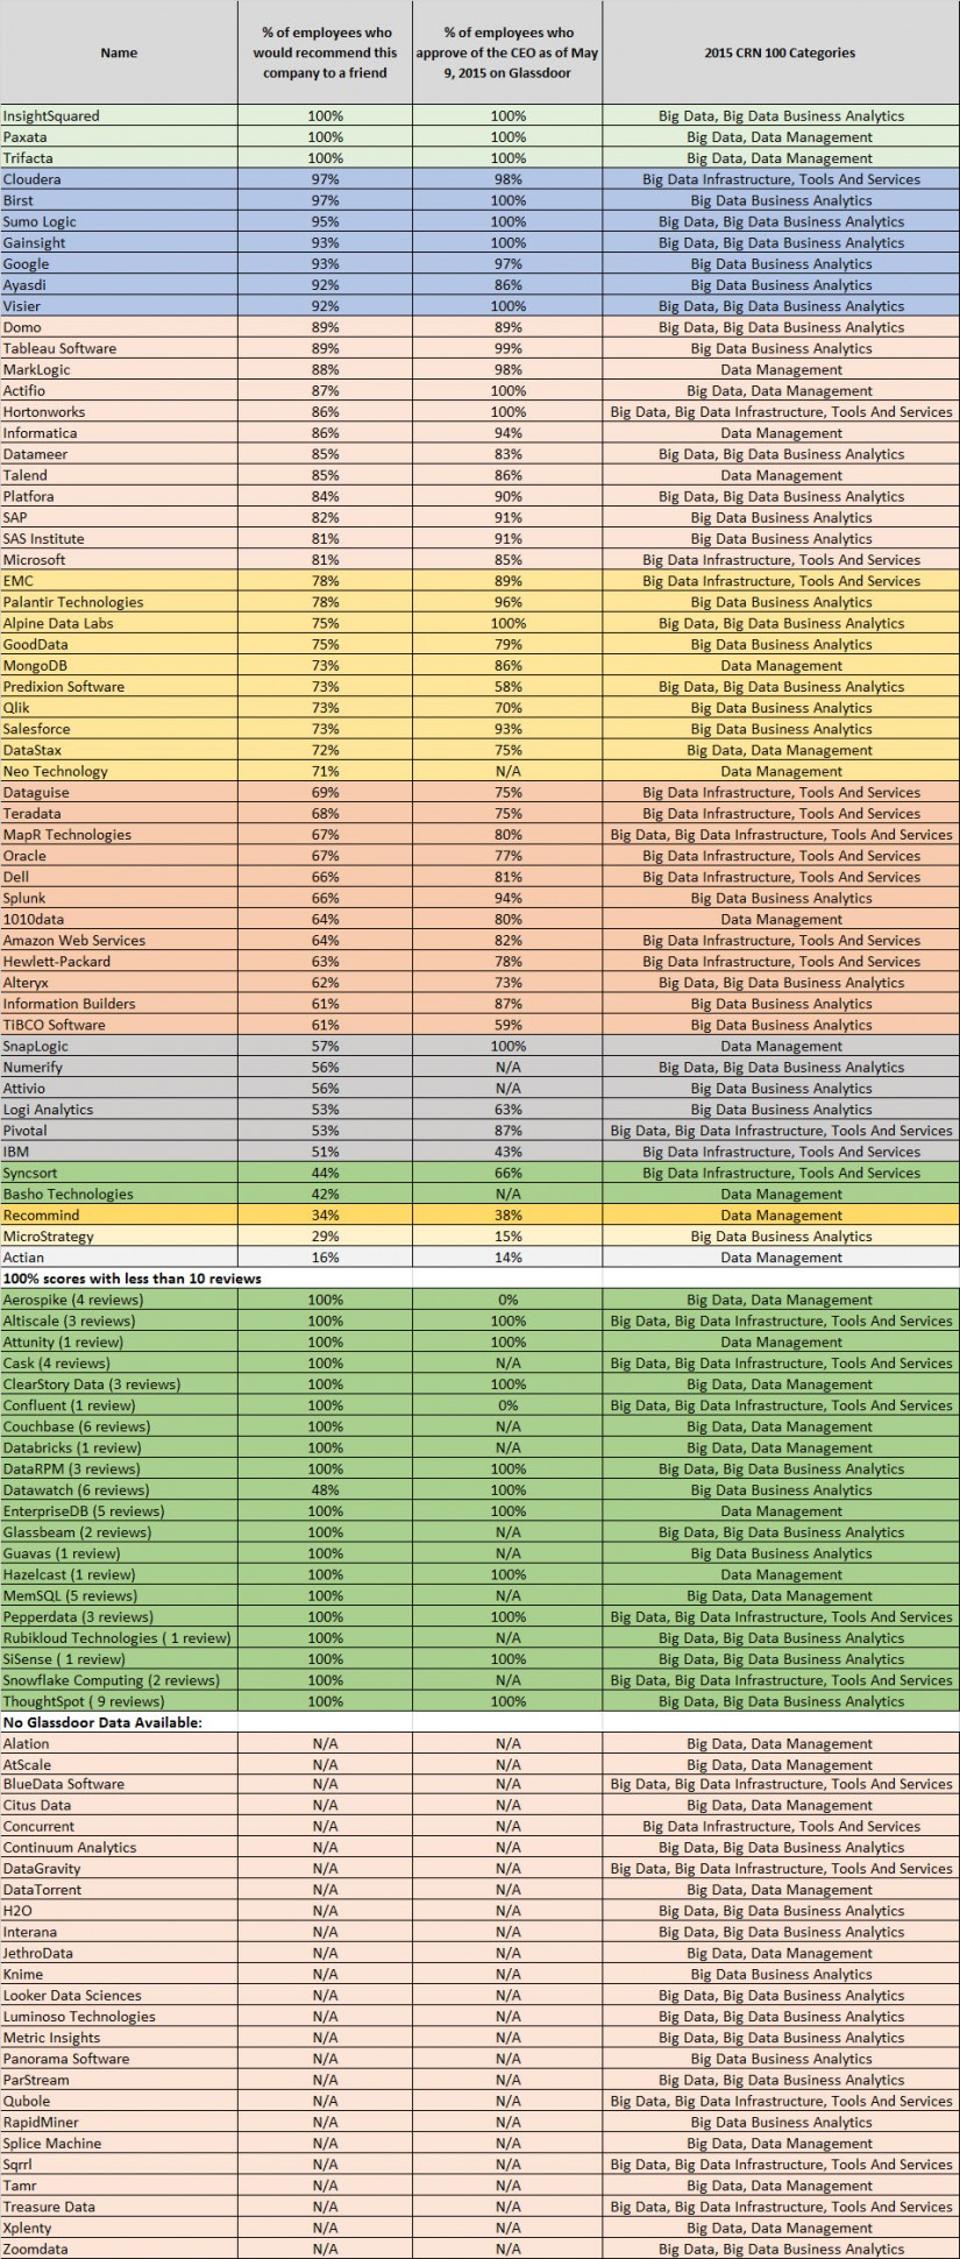 Name % of employees who would recommend this company to a friend % of employees who approve of the CEO as of May 9, 2015 on Glassdoor 2015 CRN 100 Categories
InsightSquared 100% 100% Big Data, Big Data Business Analytics
Paxata 100% 100% Big Data, Data Management
Trifacta 100% 100% Big Data, Data Management
Cloudera 97% 98% Big Data Infrastructure, Tools And Services
Birst 97% 100% Big Data Business Analytics
Sumo Logic 95% 100% Big Data, Big Data Business Analytics
Gainsight 93% 100% Big Data, Big Data Business Analytics
Google 93% 97% Big Data Business Analytics
Ayasdi 92% 86% Big Data Business Analytics
Visier 92% 100% Big Data, Big Data Business Analytics
Domo 89% 89% Big Data, Big Data Business Analytics
Tableau Software 89% 99% Big Data Business Analytics
MarkLogic 88% 98% Data Management
Actifio 87% 100% Big Data, Data Management
Hortonworks 86% 100% Big Data, Big Data Infrastructure, Tools And Services
Informatica 86% 94% Data Management
Datameer 85% 83% Big Data, Big Data Business Analytics
Talend 85% 86% Data Management
Platfora 84% 90% Big Data, Big Data Business Analytics
SAP 82% 91% Big Data Business Analytics
SAS Institute 81% 91% Big Data Business Analytics
Microsoft 81% 85% Big Data Infrastructure, Tools And Services
EMC 78% 89% Big Data Infrastructure, Tools And Services
Palantir Technologies 78% 96% Big Data Business Analytics
Alpine Data Labs 75% 100% Big Data, Big Data Business Analytics
GoodData 75% 79% Big Data Business Analytics
MongoDB 73% 86% Data Management
Predixion Software 73% 58% Big Data, Big Data Business Analytics
Qlik 73% 70% Big Data Business Analytics
Salesforce 73% 93% Big Data Business Analytics
DataStax 72% 75% Big Data, Data Management
Neo Technology 71% N/A Data Management
Dataguise 69% 75% Big Data Infrastructure, Tools And Services
Teradata 68% 75% Big Data Infrastructure, Tools And Services
MapR Technologies 67% 80% Big Data, Big Data Infrastructure, Tools And Services
Oracle 67% 77% Big Data Infrastructure, Tools And Services
Dell 66% 81% Big Data Infrastructure, Tools And Services
Splunk 66% 94% Big Data Business Analytics
1010data 64% 80% Data Management
Amazon Web Services 64% 82% Big Data Infrastructure, Tools And Services
Hewlett-Packard 63% 78% Big Data Infrastructure, Tools And Services
Alteryx 62% 73% Big Data, Big Data Business Analytics
Information Builders 61% 87% Big Data Business Analytics
TIBCO Software 61% 59% Big Data Business Analytics
SnapLogic 57% 100% Data Management
Numerify 56% N/A Big Data, Big Data Business Analytics
Attivio 56% N/A Big Data Business Analytics
Logi Analytics 53% 63% Big Data Business Analytics
Pivotal 53% 87% Big Data, Big Data Infrastructure, Tools And Services
IBM 51% 43% Big Data Infrastructure, Tools And Services
Syncsort 44% 66% Big Data Infrastructure, Tools And Services
Basho Technologies 42% N/A Data Management
Recommind 34% 38% Data Management
MicroStrategy 29% 15% Big Data Business Analytics
Actian 16% 14% Data Management
100% scores with less than 10 reviews
Aerospike (4 reviews) 100% 0% Big Data, Data Management
Altiscale (3 reviews) 100% 100% Big Data, Big Data Infrastructure, Tools And Services
Attunity (1 review) 100% 100% Data Management
Cask (4 reviews) 100% N/A Big Data, Big Data Infrastructure, Tools And Services
ClearStory Data (3 reviews) 100% 100% Big Data, Data Management
Confluent (1 review) 100% 0% Big Data, Big Data Infrastructure, Tools And Services
Couchbase (6 reviews) 100% N/A Big Data, Data Management
Databricks (1 review) 100% N/A Big Data, Data Management
DataRPM (3 reviews) 100% 100% Big Data, Big Data Business Analytics
Datawatch (6 reviews) 48% 100% Big Data Business Analytics
EnterpriseDB (5 reviews) 100% 100% Data Management
Glassbeam (2 reviews) 100% N/A Big Data, Big Data Business Analytics
Guavas (1 review) 100% N/A Big Data Business Analytics
Hazelcast (1 review) 100% 100% Data Management
MemSQL (5 reviews) 100% N/A Big Data, Data Management
Pepperdata (3 reviews) 100% 100% Big Data, Big Data Infrastructure, Tools And Services
Rubikloud Technologies ( 1 review) 100% N/A Big Data, Big Data Business Analytics
SiSense ( 1 review) 100% 100% Big Data, Big Data Business Analytics
Snowflake Computing (2 reviews) 100% N/A Big Data, Big Data Infrastructure, Tools And Services
ThoughtSpot ( 9 reviews) 100% 100% Big Data, Big Data Business Analytics
No Glassdoor Data Available:
Alation N/A N/A Big Data, Data Management
AtScale N/A N/A Big Data, Data Management
BlueData Software N/A N/A Big Data, Big Data Infrastructure, Tools And Services
Citus Data N/A N/A Big Data, Data Management
Concurrent N/A N/A Big Data Infrastructure, Tools And Services
Continuum Analytics N/A N/A Big Data, Big Data Business Analytics
DataGravity N/A N/A Big Data, Big Data Infrastructure, Tools And Services
DataTorrent N/A N/A Big Data, Data Management
H2O N/A N/A Big Data, Big Data Business Analytics
Interana N/A N/A Big Data, Big Data Business Analytics
JethroData N/A N/A Big Data, Data Management
Knime N/A N/A Big Data Business Analytics
Looker Data Sciences N/A N/A Big Data, Big Data Business Analytics
Luminoso Technologies N/A N/A Big Data, Big Data Business Analytics
Metric Insights N/A N/A Big Data, Big Data Business Analytics
Panorama Software N/A N/A Big Data Business Analytics
ParStream N/A N/A Big Data, Big Data Business Analytics
Qubole N/A N/A Big Data, Big Data Infrastructure, Tools And Services
RapidMiner N/A N/A Big Data Business Analytics
Splice Machine N/A N/A Big Data, Data Management
Sqrrl N/A N/A Big Data, Big Data Infrastructure, Tools And Services
Tamr N/A N/A Big Data, Data Management
Treasure Data N/A N/A Big Data, Big Data Infrastructure, Tools And Services
Xplenty N/A N/A Big Data, Data Management
Zoomdata N/A N/A Big Data, Big Data Business Analytics